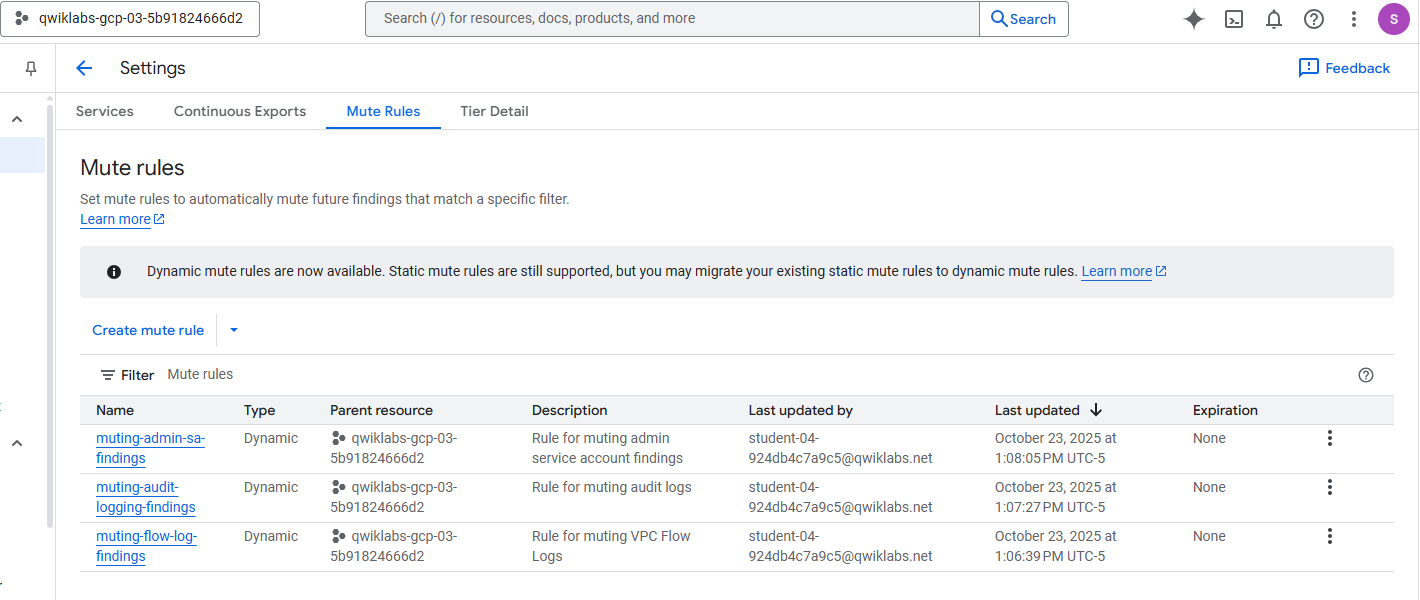 qwiklabs-gcp-03-5b91824666d2
Search (/) for resources, docs, products, and more
Search
S
Settings
Feedback
Services
Continuous Exports
Mute Rules
Tier Detail
Mute rules
Set mute rules to automatically mute future findings that match a specific filter.
Learn more
Dynamic mute rules are now available. Static mute rules are still supported, but you may migrate your existing static mute rules to dynamic mute rules. Learn more
Create mute rule
Filter Mute rules
Name Type Parent resource Description Last updated by Last updated Expiration
muting-admin-sa- Dynamic qwiklabs-gcp-03- Rule for muting admin student-04- October 23, 2025 at None
findings 5b91824666d2 service account findings 924db4c7a9c5@qwiklabs.net 1:08:05 PM UTC-5
muting-audit- Dynamic qwiklabs-gcp-03- Rule for muting audit logs student-04- October 23, 2025 at None
logging-findings 5b91824666d2 924db4c7a9c5@qwiklabs.net 1:07:27 PM UTC-5
muting-flow-log- Dynamic qwiklabs-gcp-03- Rule for muting VPC Flow student-04- October 23, 2025 at None
findings 5b91824666d2 Logs 924db4c7a9c5@qwiklabs.net 1:06:39 PM UTC-5